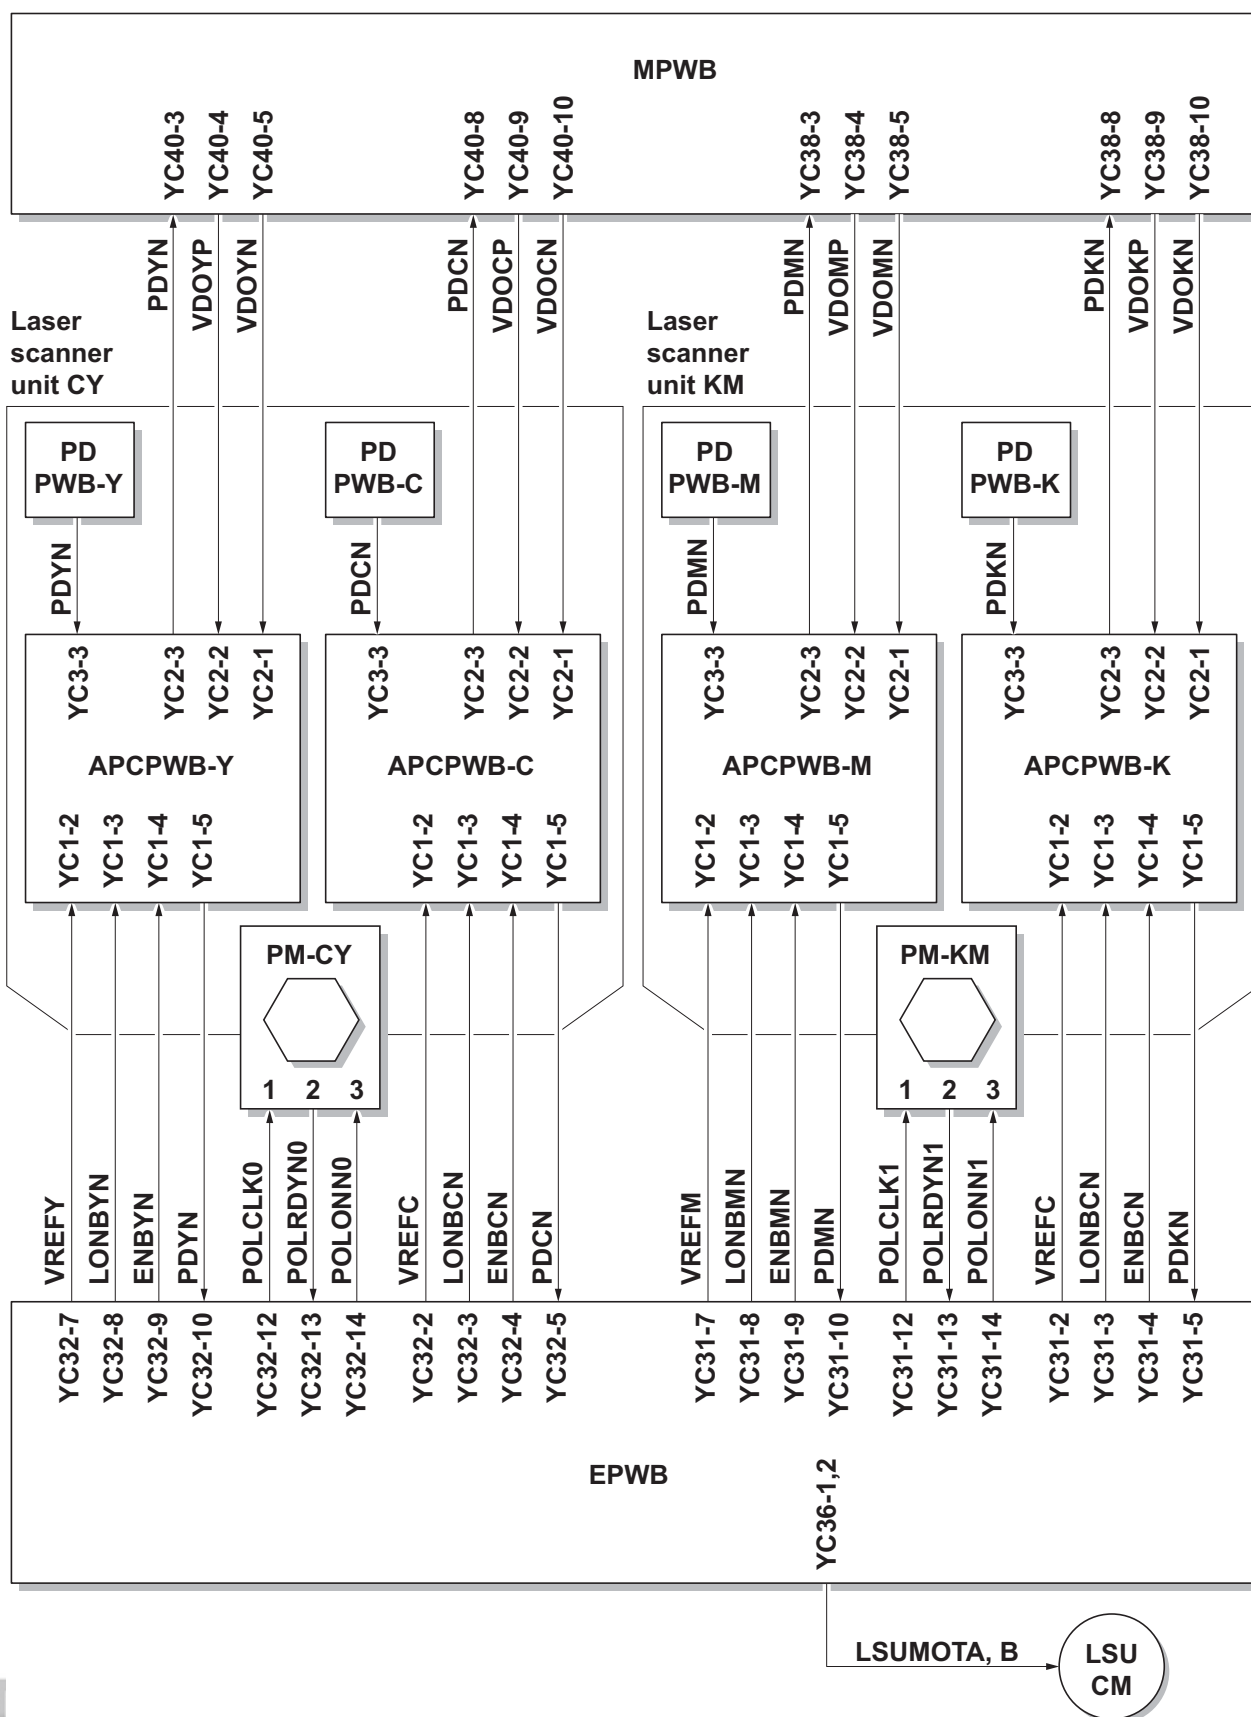 MPWB
YC40-3
YC40-4
YC40-5
YC40-8
YC40-9
YC40-10
YC38-3
YC38-4
YC38-5
YC38-8
YC38-9
YC38-10
PDYN
VDOYP
VDOYN
PDCN
VDOCP
VDOCN
PDMN
VDOMP
VDOMN
PDKN
VDOKP
VDOKN
Laser
scanner
unit CY
Laser
scanner
unit KM
PD
PWB-Y
PD
PWB-C
PD
PWB-M
PD
PWB-K
PDYN
PDCN
PDMN
PDKN
YC3-3
YC2-3
YC2-2
YC2-1
YC3-3
YC2-3
YC2-2
YC2-1
YC3-3
YC2-3
YC2-2
YC2-1
YC3-3
YC2-3
YC2-2
YC2-1
APCPWB-Y
APCPWB-C
APCPWB-M
APCPWB-K
YC1-2
YC1-3
YC1-4
YC1-5
YC1-2
YC1-3
YC1-4
YC1-5
YC1-2
YC1-3
YC1-4
YC1-5
YC1-2
YC1-3
YC1-4
YC1-5
PM-CY
1 2 3
PM-KM
1 2 3
VREFY
LONBYN
ENBYN
PDYN
POLCLK0
POLRDYN0
POLONN0
VREFC
LONBCN
ENBCN
PDCN
VREFM
LONBMN
ENBMN
PDMN
POLCLK1
POLRDYN1
POLONN1
VREFC
LONBCN
ENBCN
PDKN
YC32-7
YC32-8
YC32-9
YC32-10
YC32-12
YC32-13
YC32-14
YC32-2
YC32-3
YC32-4
YC32-5
YC31-7
YC31-8
YC31-9
YC31-10
YC31-12
YC31-13
YC31-14
YC31-2
YC31-3
YC31-4
YC31-5
EPWB
YC36-1,2
LSUMOTA, B
LSU
CM